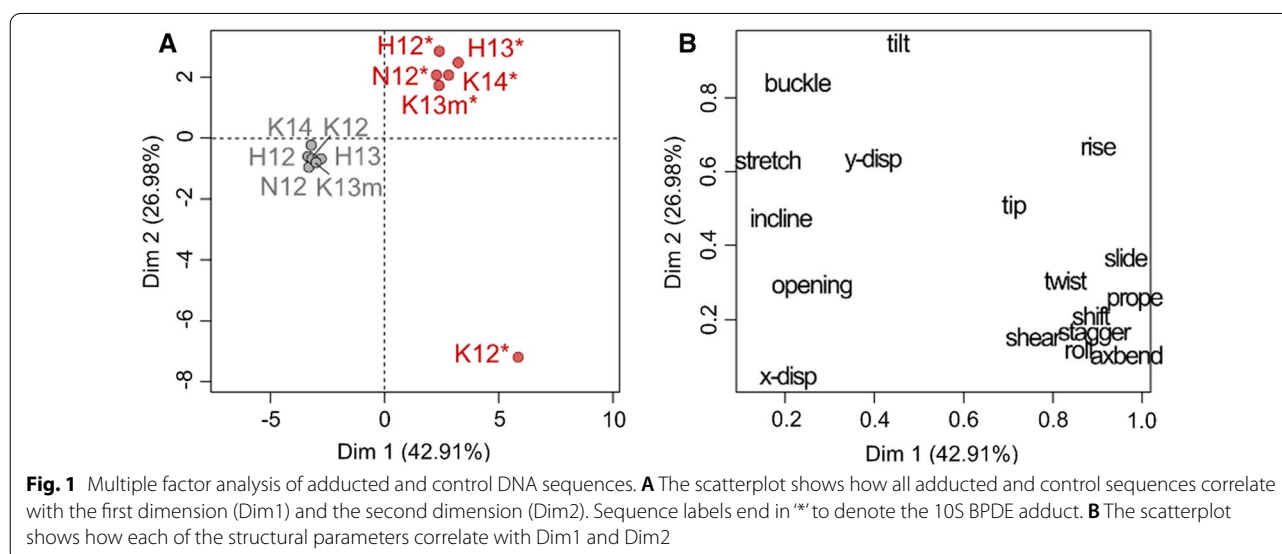 A
H12* H13*
N12* K14*
K13m*
K14 K12
H12 H13
N12 K13m
K12*
2
0
-2
-4
-6
-8
Dim 2 (26.98%)
-5 0 5 10
Dim 1 (42.91%)
B
tilt
buckle
rise
stretch y-disp
tip
incline
slide
twist
opening
prope
shift
stagger
shear
roll
axbend
x-disp
0.8
0.6
0.4
0.2
Dim 2 (26.98%)
0.2 0.4 0.6 0.8 1.0
Dim 1 (42.91%)
Fig. 1 Multiple factor analysis of adducted and control DNA sequences. A The scatterplot shows how all adducted and control sequences correlate
with the first dimension (Dim1) and the second dimension (Dim2). Sequence labels end in ‘*’ to denote the 10S BPDE adduct. B The scatterplot
shows how each of the structural parameters correlate with Dim1 and Dim2